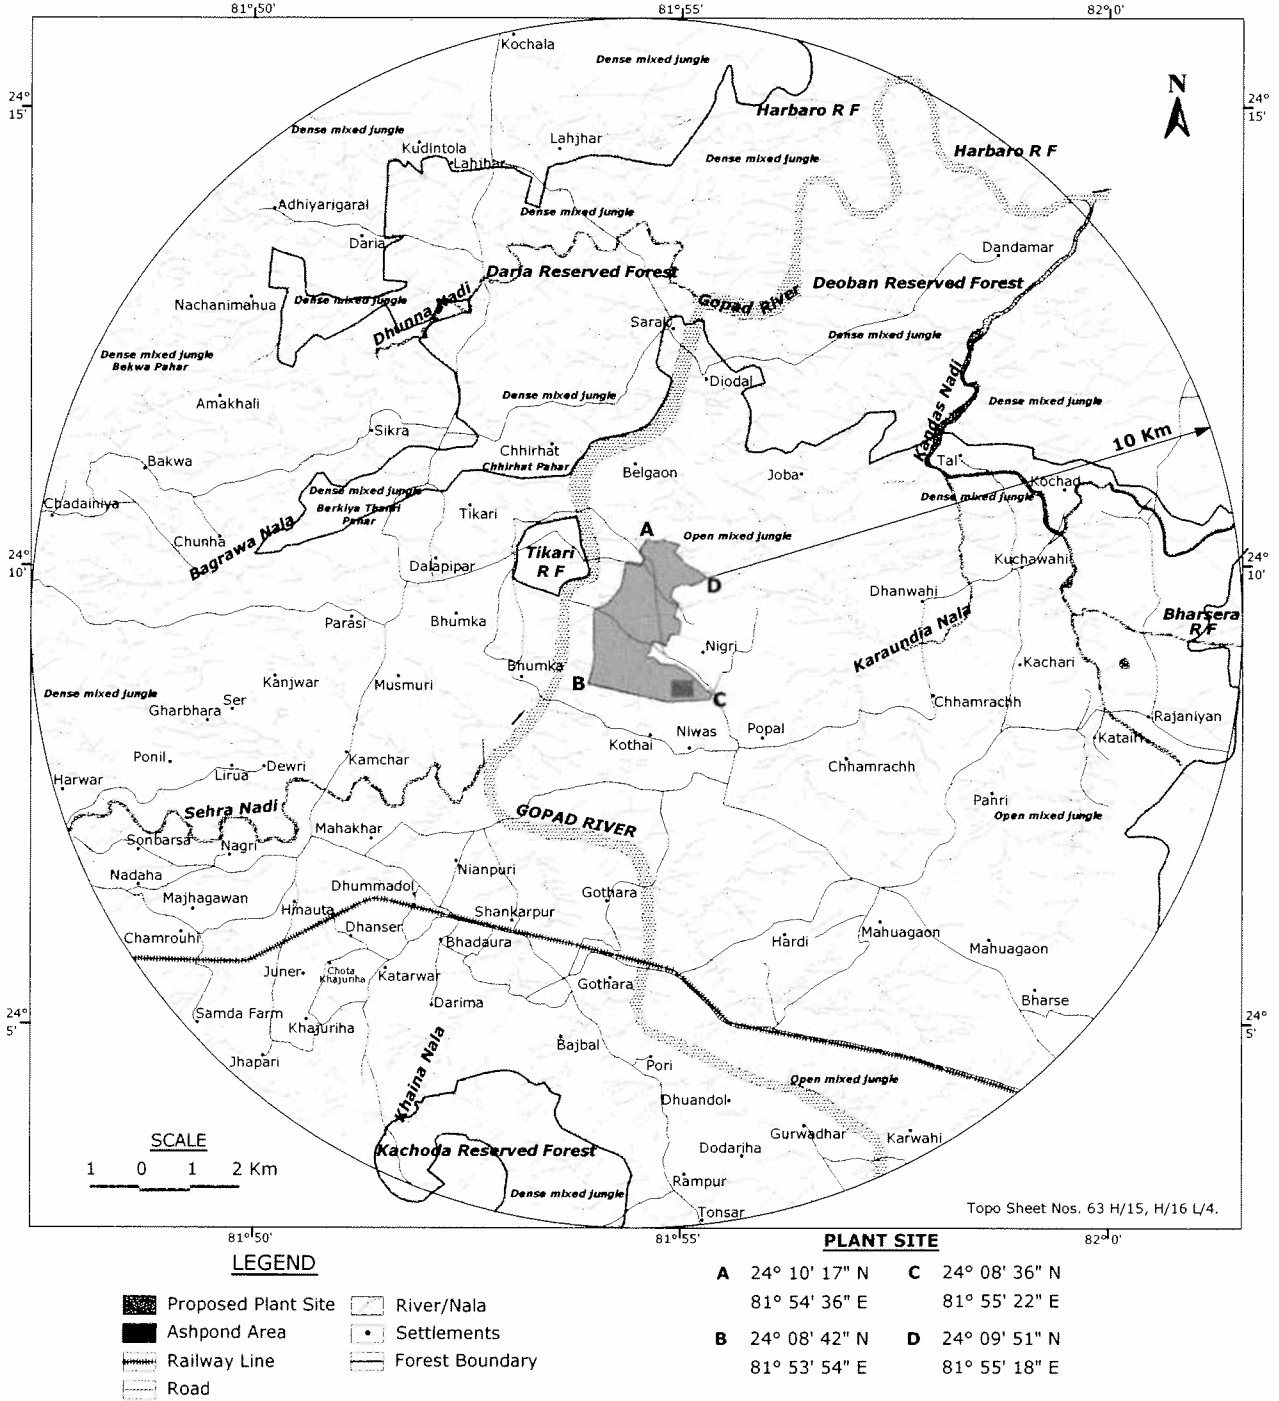 81°50'
81°55'
82°0'
Kochala
Dense mixed jungle
N
24°
15'
Harbaro R F
24°
15'
Dense mixed jungle
Kudintola
Lahjhar
Lahjhar
Dense mixed jungle
Harbaro R F
Adhiyarigaral
Dense mixed jungle
Daria
Dandamar
Daria Reserved Forest
Deoban Reserved Forest
Nachanimahua
Dense mixed jungle
Dhunna Nadi
Gopad River
Sarai
Dense mixed jungle
Dense mixed jungle
Bekwa Pahar
Diodal
Kagdas Nadi
Amakhali
Dense mixed jungle
Dense mixed jungle
Sikra
10 Km
Bakwa
Chhirhat
Chhirhat Pahar
Belgaon
Joba
Tal
Kochad
Chadainiya
Dense mixed jungle
Berkiya Thanri
Pahar
Tikari
Dense mixed jungle
Bagrawa Nala
Chunha
A
Open mixed jungle
24°
10'
Tikari
R F
Dalapipar
D
Kuchawahi
24°
10'
Dhanwahi
Parasi
Bhumka
Karaundia Nala
Bharsera
R F
Nigri
Bhumka
Kachari
Dense mixed jungle
Kanjwar
Musmuri
B
C
Ser
Gharbhara
Chhamrachh
Rajaniyan
Niwas
Popal
Kothai
Katain
Ponil
Lirua
Dewri
Kamchar
Chhamrachh
Harwar
Sehra Nadi
GOPAD RIVER
Panri
Open mixed jungle
Mahakhar
Sonbarsa
Nagri
Nadaha
Nianpuri
Dhummadol
Gothara
Majhagawan
Hinauta
Shankarpur
Chamrouhi
Dhanser
Bhadaura
Hardi
Mahuagaon
Mahuagaon
Juner
Chota
Khajunha
Katarwar
Gothara
Darima
Bharse
24°
5'
Samda Farm
Khajuriha
24°
5'
Jhapari
Khaina Nala
Bajbal
Pori
Open mixed jungle
Dhuandol
SCALE
Gurwadhar
Karwahi
Kachoda Reserved Forest
Dodariha
1 0 1 2 Km
Rampur
Dense mixed jungle
Tonsar
Topo Sheet Nos. 63 H/15, H/16 L/4.
81°50'
81°55'
82°0'
LEGEND
Proposed Plant Site
River/Nala
Ashpond Area
Settlements
Railway Line
Forest Boundary
Road
PLANT SITE
A 24° 10' 17" N C 24° 08' 36" N
81° 54' 36" E 81° 55' 22" E
B 24° 08' 42" N D 24° 09' 51" N
81° 53' 54" E 81° 55' 18" E